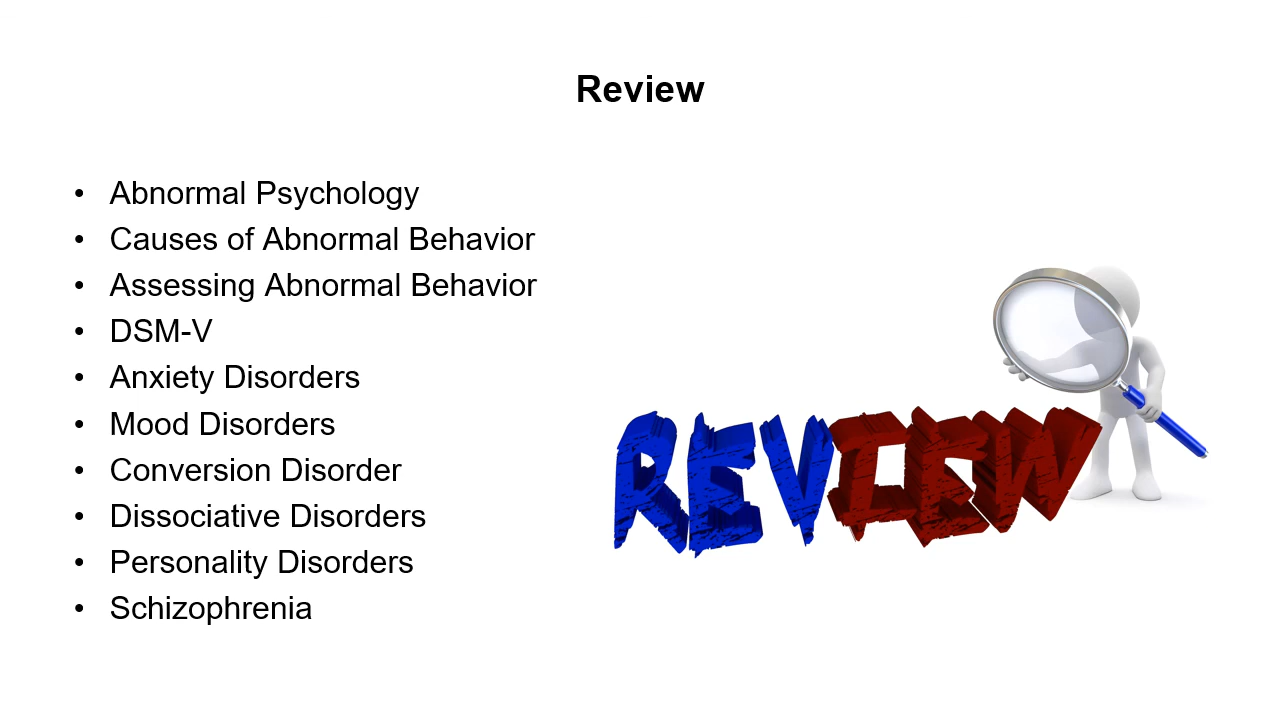 Review
• Abnormal Psychology
• Causes of Abnormal Behavior
• Assessing Abnormal Behavior
• DSM-V
• Anxiety Disorders
• Mood Disorders
• Conversion Disorder
• Dissociative Disorders
• Personality Disorders
• Schizophrenia
REVIEW